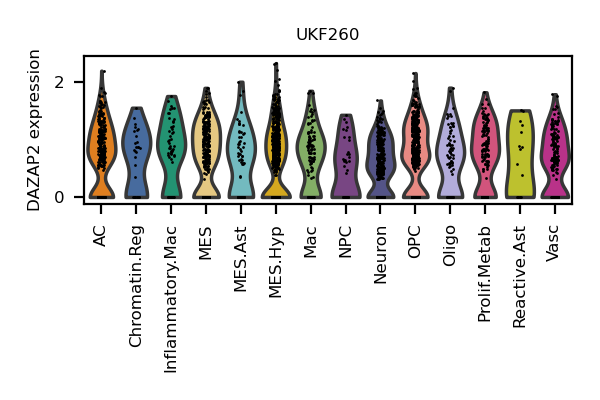 UKF260
DAZAP2 expression
2
0
AC
Chromatin.Reg
Inflammatory.Mac
MES
MES.Ast
MES.Hyp
Mac
NPC
Neuron
OPC
Oligo
Prolif.Metab
Reactive.Ast
Vasc